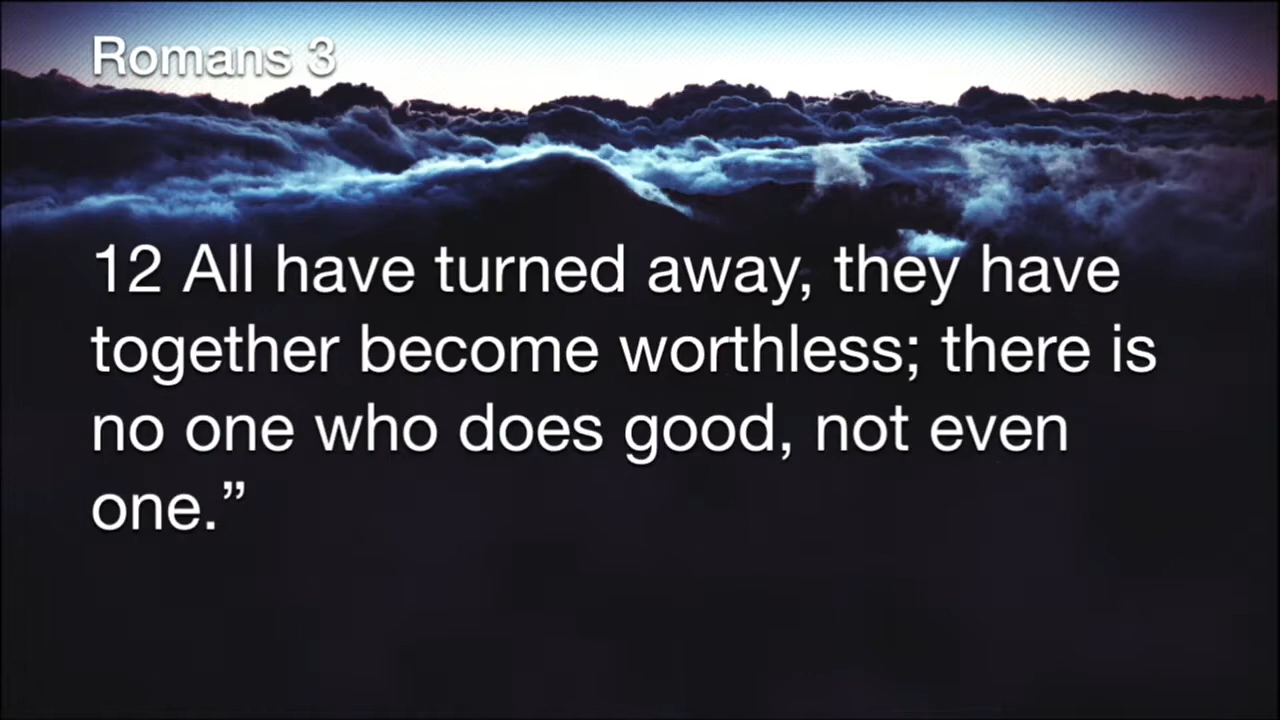 Romans 3
12 All have turned away, they have
together become worthless; there is
no one who does good, not even
one.”